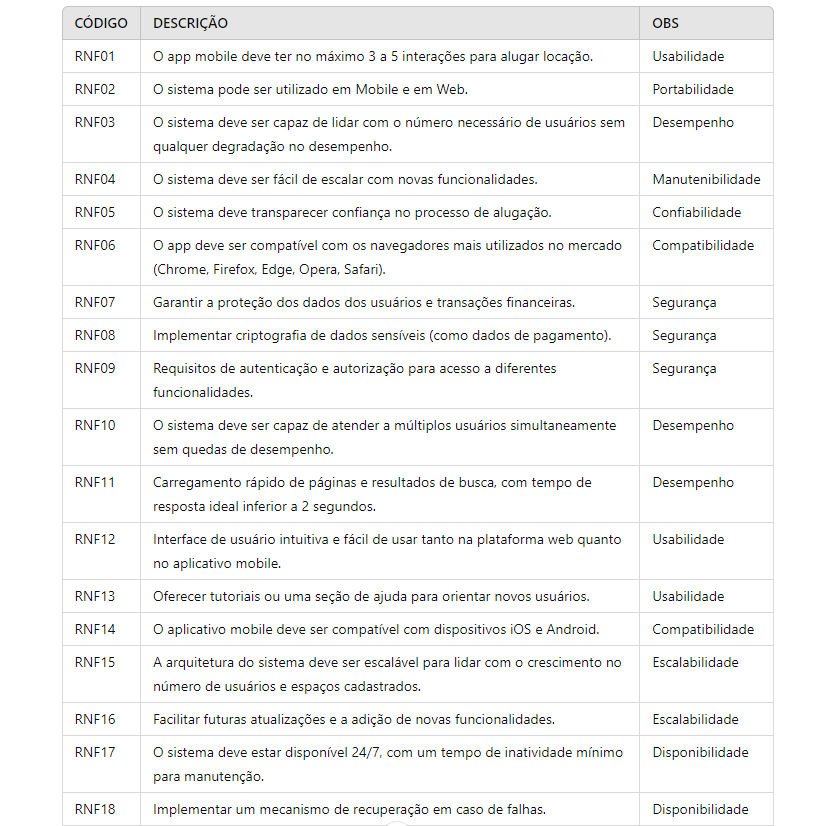 CÓDIGO DESCRIÇÃO OBS
RNF01 O app mobile deve ter no máximo 3 a 5 interações para alugar locação. Usabilidade
RNF02 O sistema pode ser utilizado em Mobile e em Web. Portabilidade
RNF03 O sistema deve ser capaz de lidar com o número necessário de usuários sem Desempenho
qualquer degradação no desempenho.
RNF04 O sistema deve ser fácil de escalar com novas funcionalidades. Manutenibilidade
RNF05 O sistema deve transparecer confiança no processo de alugação. Confiabilidade
RNF06 O app deve ser compatível com os navegadores mais utilizados no mercado Compatibilidade
(Chrome, Firefox, Edge, Opera, Safari).
RNF07 Garantir a proteção dos dados dos usuários e transações financeiras. Segurança
RNF08 Implementar criptografia de dados sensíveis (como dados de pagamento). Segurança
RNF09 Requisitos de autenticação e autorização para acesso a diferentes Segurança
funcionalidades.
RNF10 O sistema deve ser capaz de atender a múltiplos usuários simultaneamente Desempenho
sem quedas de desempenho.
RNF11 Carregamento rápido de páginas e resultados de busca, com tempo de Desempenho
resposta ideal inferior a 2 segundos.
RNF12 Interface de usuário intuitiva e fácil de usar tanto na plataforma web quanto Usabilidade
no aplicativo mobile.
RNF13 Oferecer tutoriais ou uma seção de ajuda para orientar novos usuários. Usabilidade
RNF14 O aplicativo mobile deve ser compatível com dispositivos iOS e Android. Compatibilidade
RNF15 A arquitetura do sistema deve ser escalável para lidar com o crescimento no Escalabilidade
número de usuários e espaços cadastrados.
RNF16 Facilitar futuras atualizações e a adição de novas funcionalidades. Escalabilidade
RNF17 O sistema deve estar disponível 24/7, com um tempo de inatividade mínimo Disponibilidade
para manutenção.
RNF18 Implementar um mecanismo de recuperação em caso de falhas. Disponibilidade